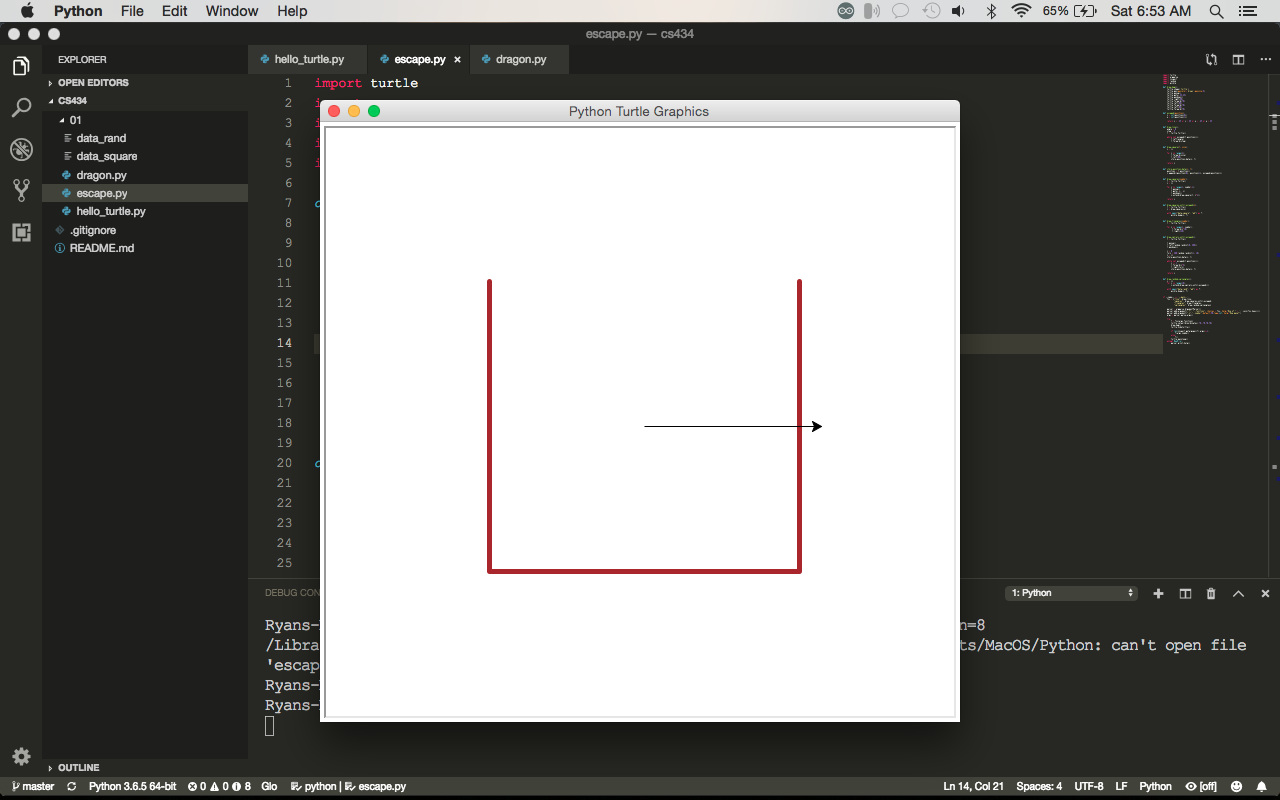 Python File Edit Window Help 65% Sat 6:53 AM
escape.py — cs434
EXPLORER
hello_turtle.py escape.py × dragon.py
OPEN EDITORS
CS434
01
data_rand
data_square
dragon.py
escape.py
hello_turtle.py
.gitignore
README.md
OUTLINE
1 import turtle
2
3
4
5
6
7
8
9
10
11
12
13
14
15
16
17
18
19
20
21
22
23
24
25
Python Turtle Graphics
DEBUG CON
1: Python
Ryans- n=8
/Libra ts/MacOS/Python: can't open file
'escap
Ryans-
Ryans-
master Python 3.6.5 64-bit 0 0 8 Glo python | escape.py Ln 14, Col 21 Spaces: 4 UTF-8 LF Python [off]